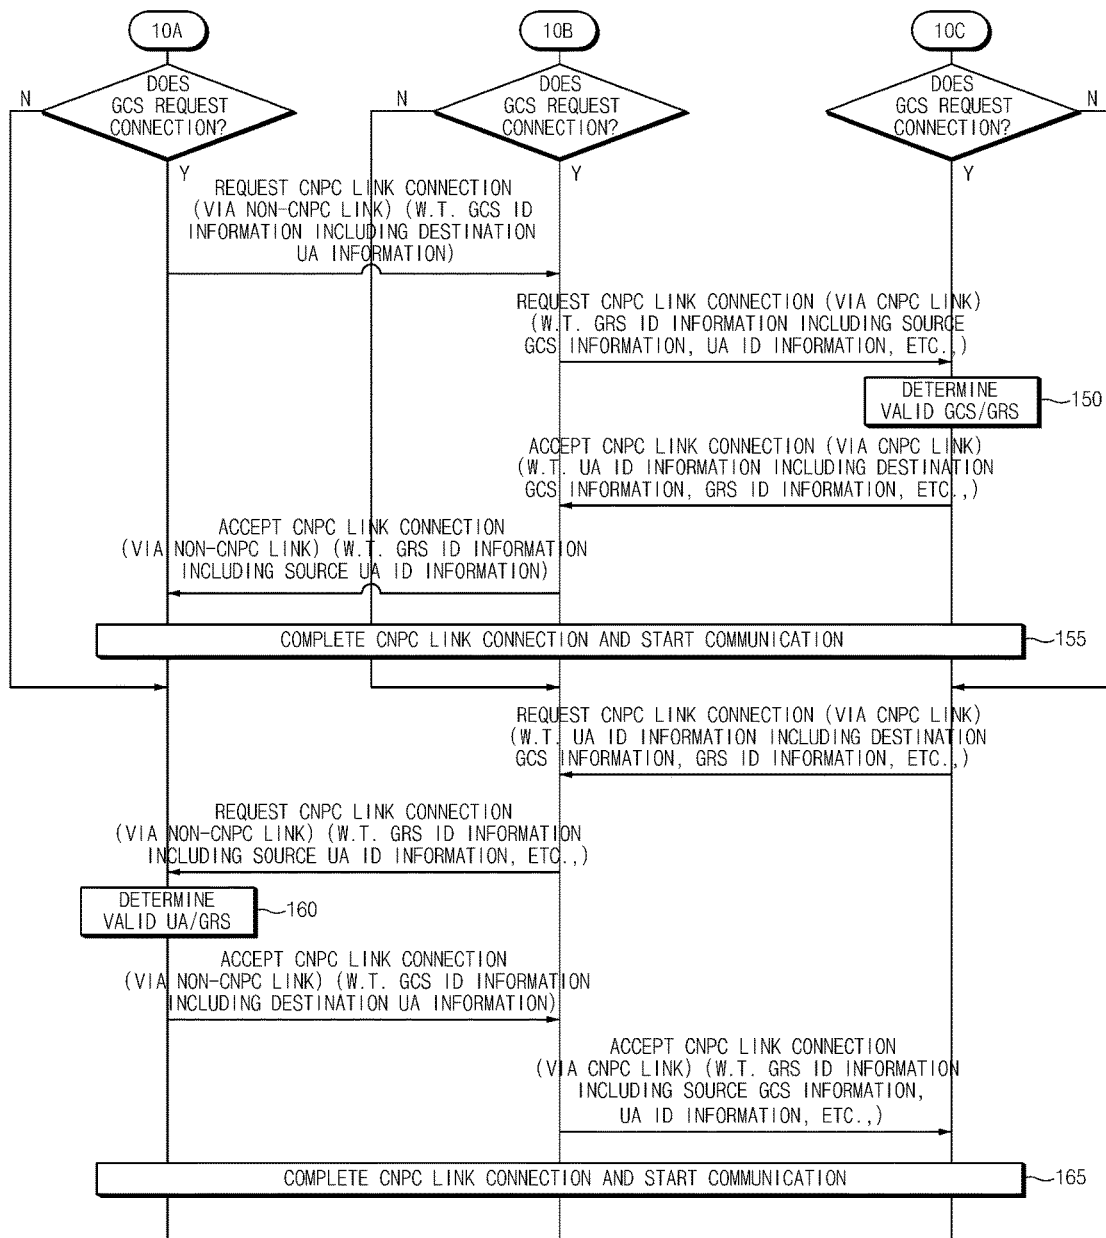 10A
10B
10C
DOES
GCS REQUEST
CONNECTION?
DOES
GCS REQUEST
CONNECTION?
DOES
GCS REQUEST
CONNECTION?
N
N
N
Y
Y
Y
REQUEST CNPC LINK CONNECTION
(VIA NON-CNPC LINK) (W.T. GCS ID
INFORMATION INCLUDING DESTINATION
UA INFORMATION)
REQUEST CNPC LINK CONNECTION (VIA CNPC LINK)
(W.T. GRS ID INFORMATION INCLUDING SOURCE
GCS INFORMATION, UA ID INFORMATION, ETC.,)
DETERMINE
VALID GCS/GRS
150
ACCEPT CNPC LINK CONNECTION (VIA CNPC LINK)
(W.T. UA ID INFORMATION INCLUDING DESTINATION
GCS INFORMATION, GRS ID INFORMATION, ETC.,)
ACCEPT CNPC LINK CONNECTION
(VIA NON-CNPC LINK) (W.T. GRS ID INFORMATION
INCLUDING SOURCE UA ID INFORMATION)
COMPLETE CNPC LINK CONNECTION AND START COMMUNICATION
155
REQUEST CNPC LINK CONNECTION (VIA CNPC LINK)
(W.T. UA ID INFORMATION INCLUDING DESTINATION
GCS INFORMATION, GRS ID INFORMATION, ETC.,)
REQUEST CNPC LINK CONNECTION
(VIA NON-CNPC LINK) (W.T. GRS ID INFORMATION
INCLUDING SOURCE UA ID INFORMATION, ETC.,)
DETERMINE
VALID UA/GRS
160
ACCEPT CNPC LINK CONNECTION
(VIA NON-CNPC LINK) (W.T. GCS ID INFORMATION
INCLUDING DESTINATION UA INFORMATION)
ACCEPT CNPC LINK CONNECTION
(VIA CNPC LINK) (W.T. GRS ID INFORMATION
INCLUDING SOURCE GCS INFORMATION,
UA ID INFORMATION, ETC.,)
COMPLETE CNPC LINK CONNECTION AND START COMMUNICATION
165